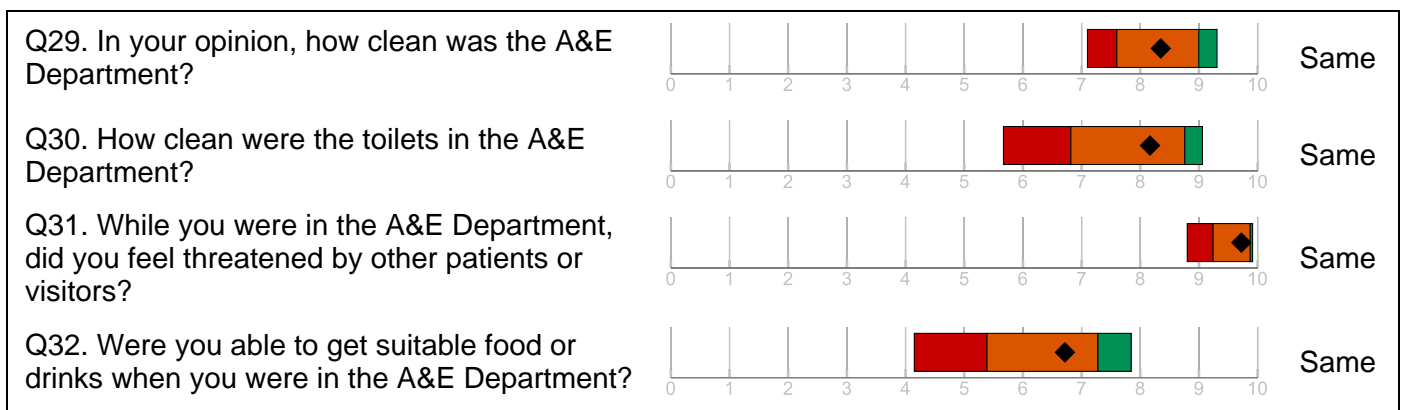 Q29. In your opinion, how clean was the A&E
Department?
0 1 2 3 4 5 6 7 8 9 10
Same
Q30. How clean were the toilets in the A&E
Department?
0 1 2 3 4 5 6 7 8 9 10
Same
Q31. While you were in the A&E Department,
did you feel threatened by other patients or
visitors?
0 1 2 3 4 5 6 7 8 9 10
Same
Q32. Were you able to get suitable food or
drinks when you were in the A&E Department?
0 1 2 3 4 5 6 7 8 9 10
Same